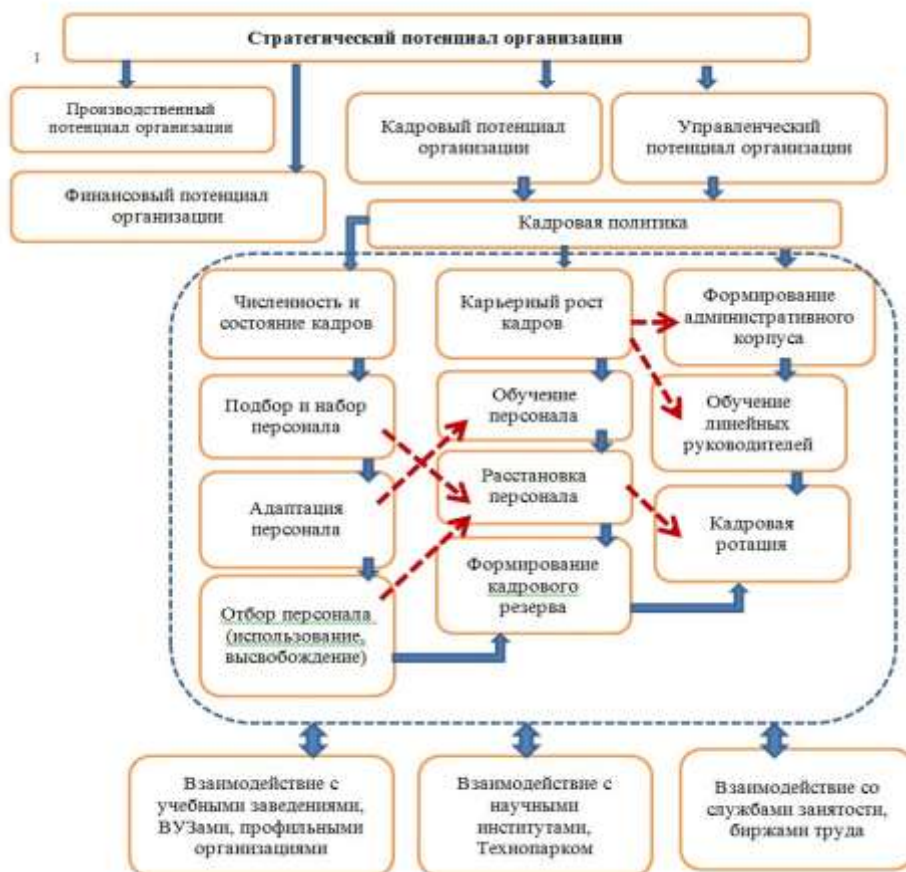 Стратегический потенциал организации
1
Производственный
потенциал организации
Кадровый потенциал
организации
Управленческий
потенциал организации
Финансовый потенциал
организации
Кадровая политика
Численность и
состояние кадров
Карьерный рост
кадров
Формирование
административного
корпуса
Подбор и набор
персонала
Обучение
персонала
Обучение
линейных
руководителей
Адаптация
персонала
Расстановка
персонала
Кадровая
ротация
Отбор персонала
(использование,
высвобождение)
Формирование
кадрового
резерва
Взаимодействие с
учебными заведениями,
ВУЗами, профильными
организациями
Взаимодействие с
научными
институтами,
Технопарком
Взаимодействие со
службами занятости,
биржами труда